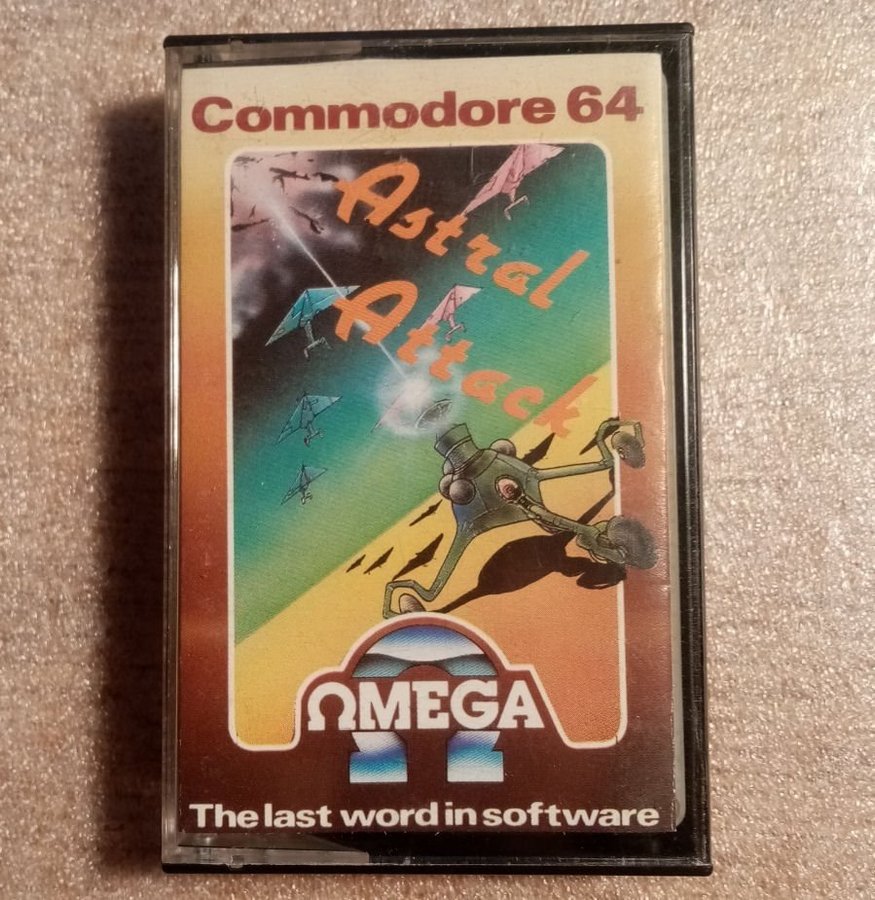 Commodore 64
Astral
Attack
ΩMEGA
The last word in software